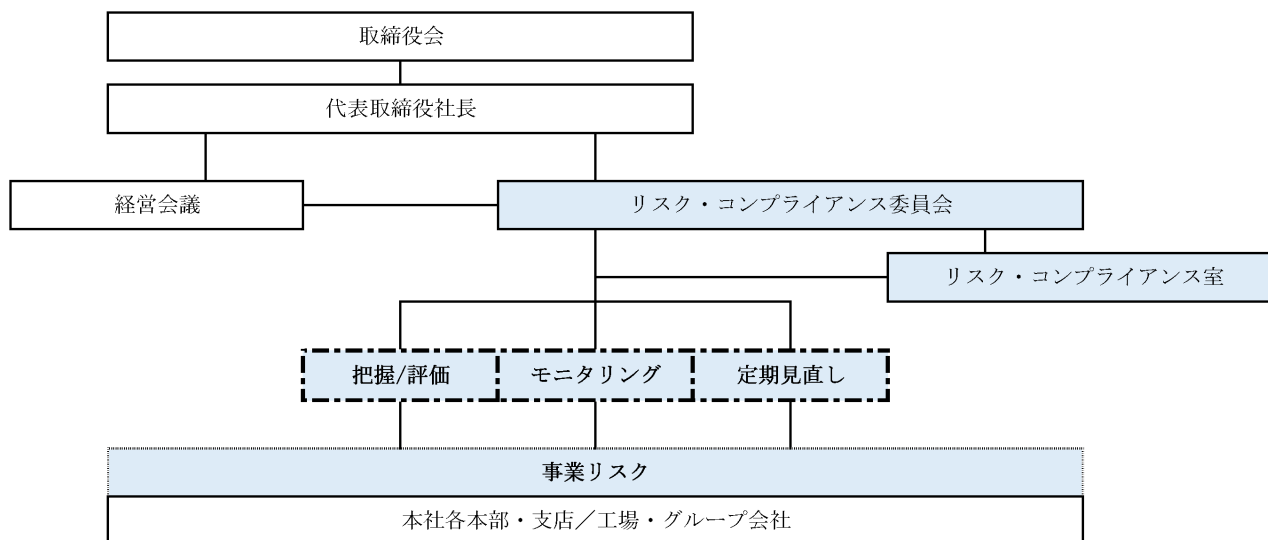 取締役会
代表取締役社長
経営会議
リスク・コンプライアンス委員会
リスク・コンプライアンス室
把握/評価
モニタリング
定期見直し
事業リスク
本社各本部・支店／工場・グループ会社